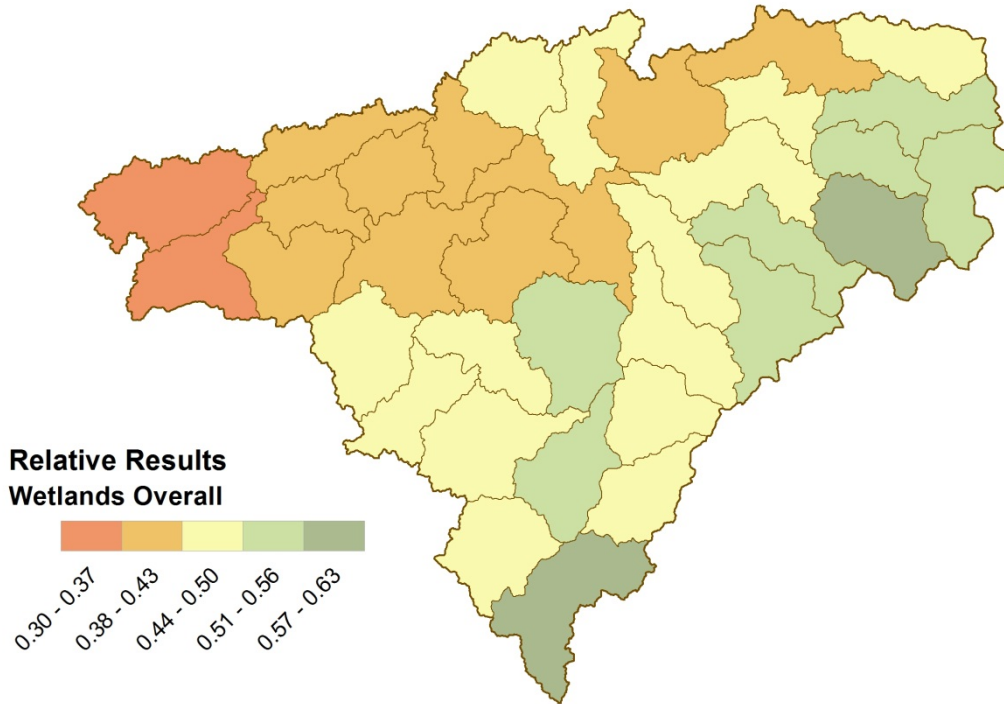 Relative Results
Wetlands Overall
0.30 - 0.37
0.38 - 0.43
0.44 - 0.50
0.51 - 0.56
0.57 - 0.63